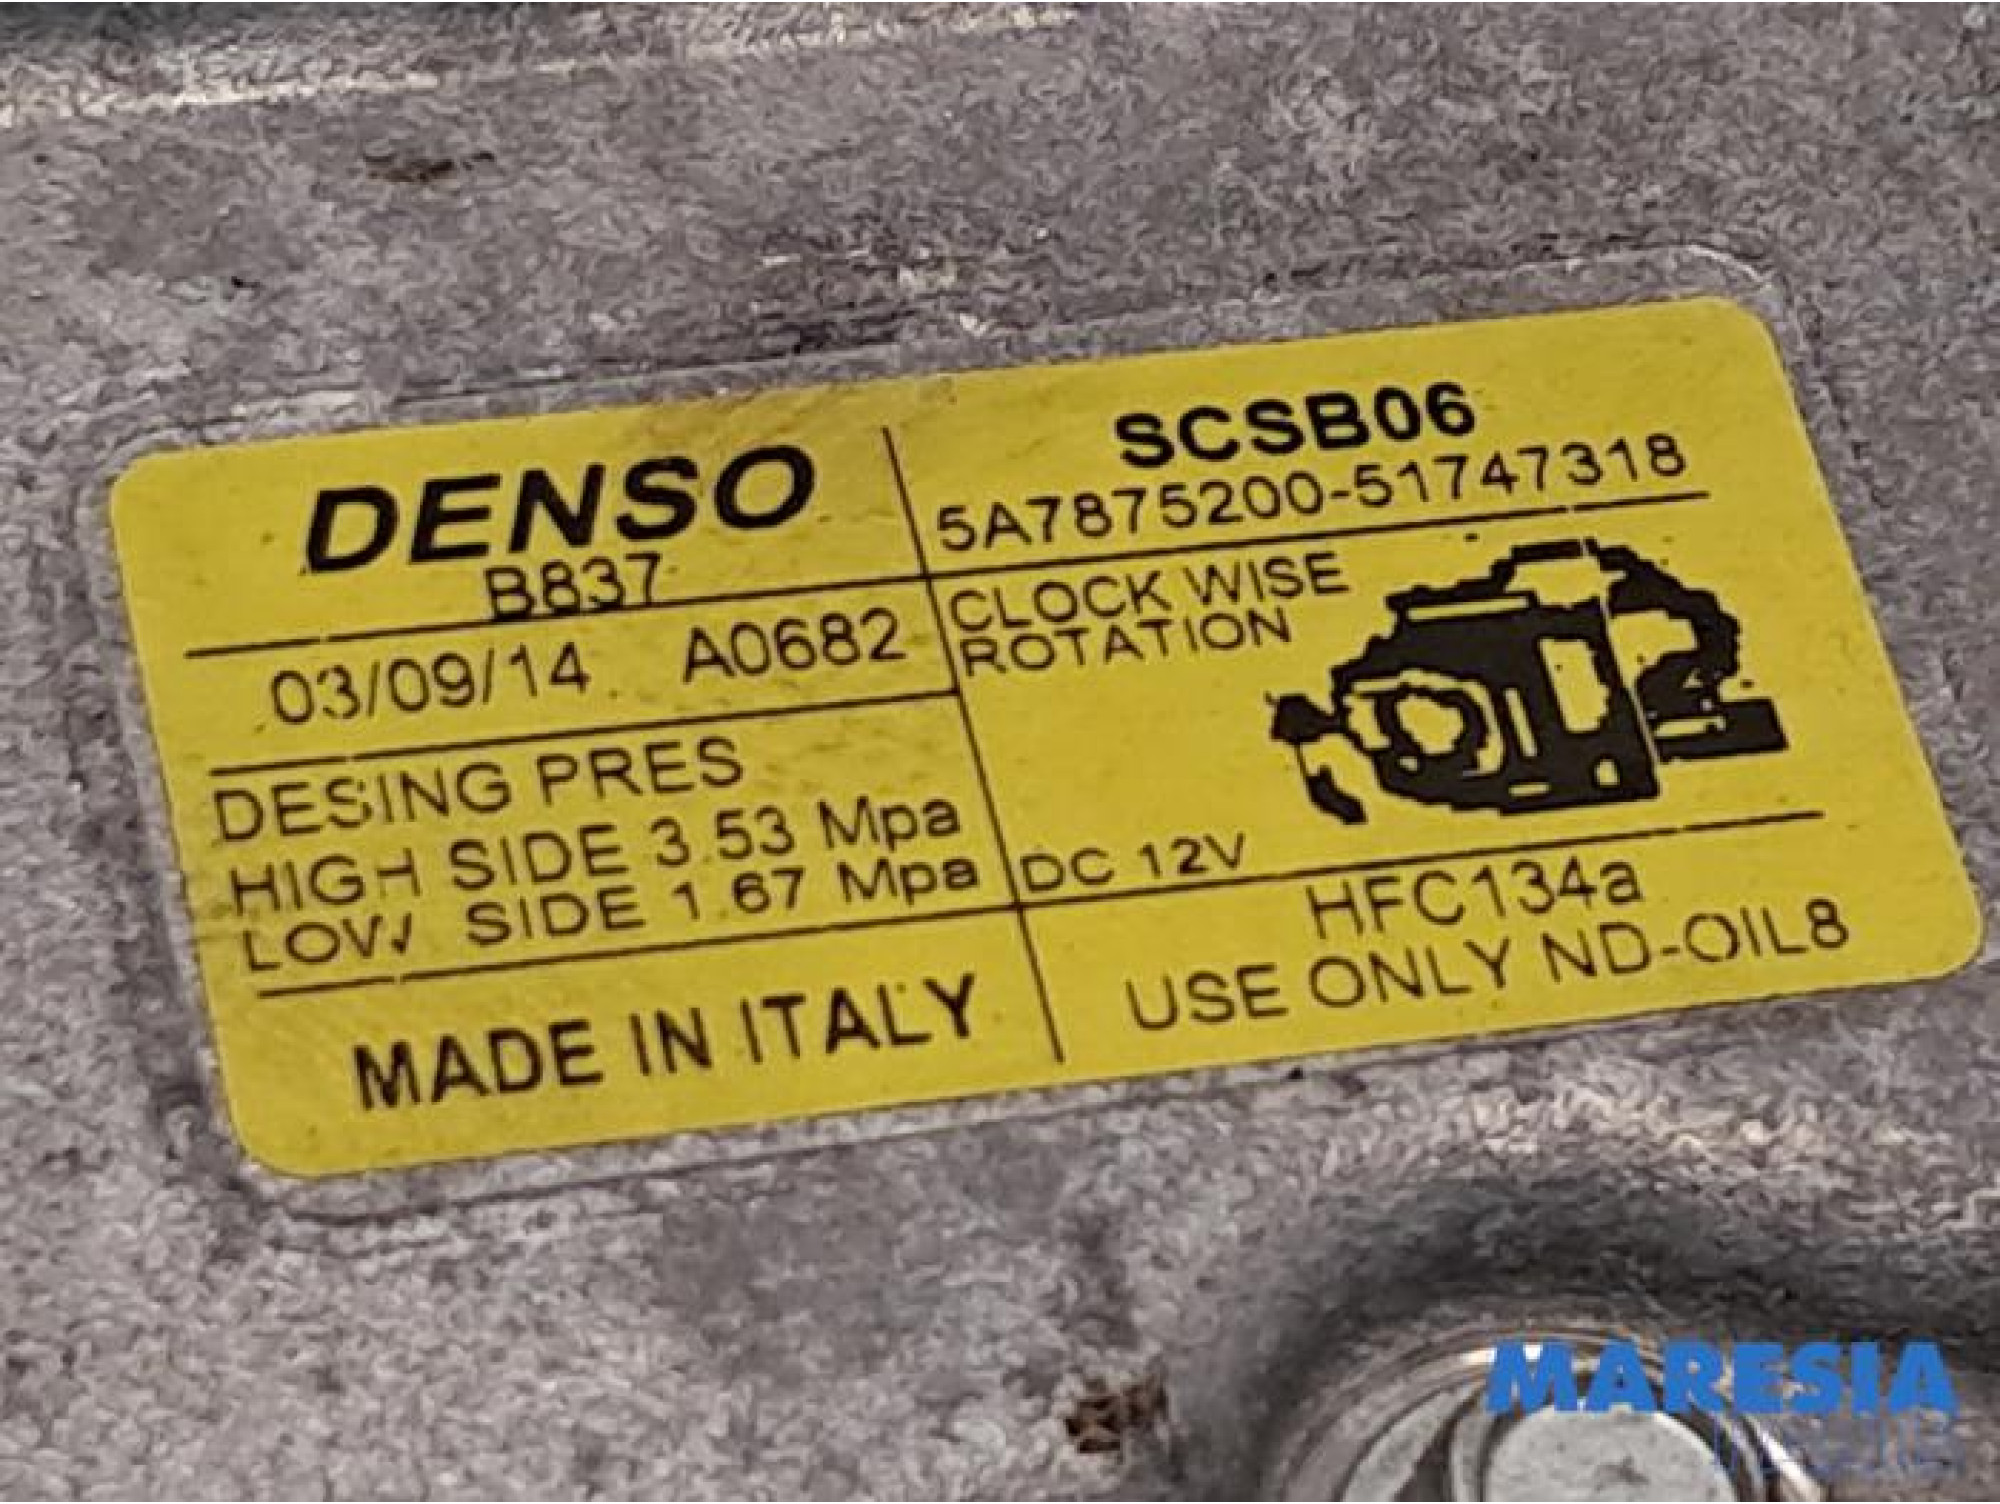 DENSO
B837
SCSB06
5A7875200-51747318
03/09/14 A0682
CLOCK WISE
ROTATION
DESING PRES
HIGH SIDE 3.53 Mpa
LOW SIDE 1.67 Mpa
DC 12V
HFC134a
USE ONLY ND-OIL8
MADE IN ITALY
MARESIA